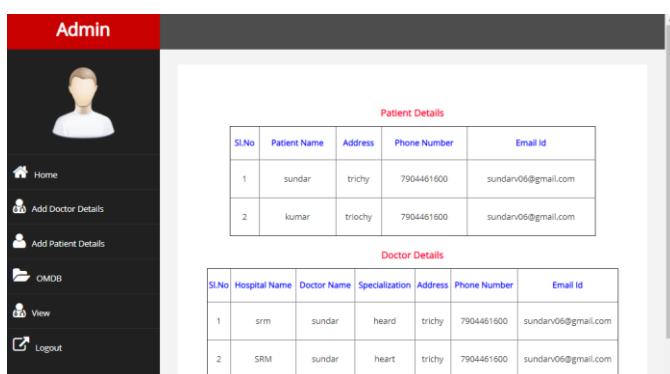 Admin
Home
Add Doctor Details
Add Patient Details
OMDB
View
Logout
Patient Details
Sl.No Patient Name Address Phone Number Email Id
1 sundar trichy 7904461600 sundarv06@gmail.com
2 kumar triochy 7904461600 sundarv06@gmail.com
Doctor Details
Sl.No Hospital Name Doctor Name Specialization Address Phone Number Email Id
1 srm sundar heard trichy 7904461600 sundarv06@gmail.com
2 SRM sundar heart trichy 7904461600 sundarv06@gmail.com